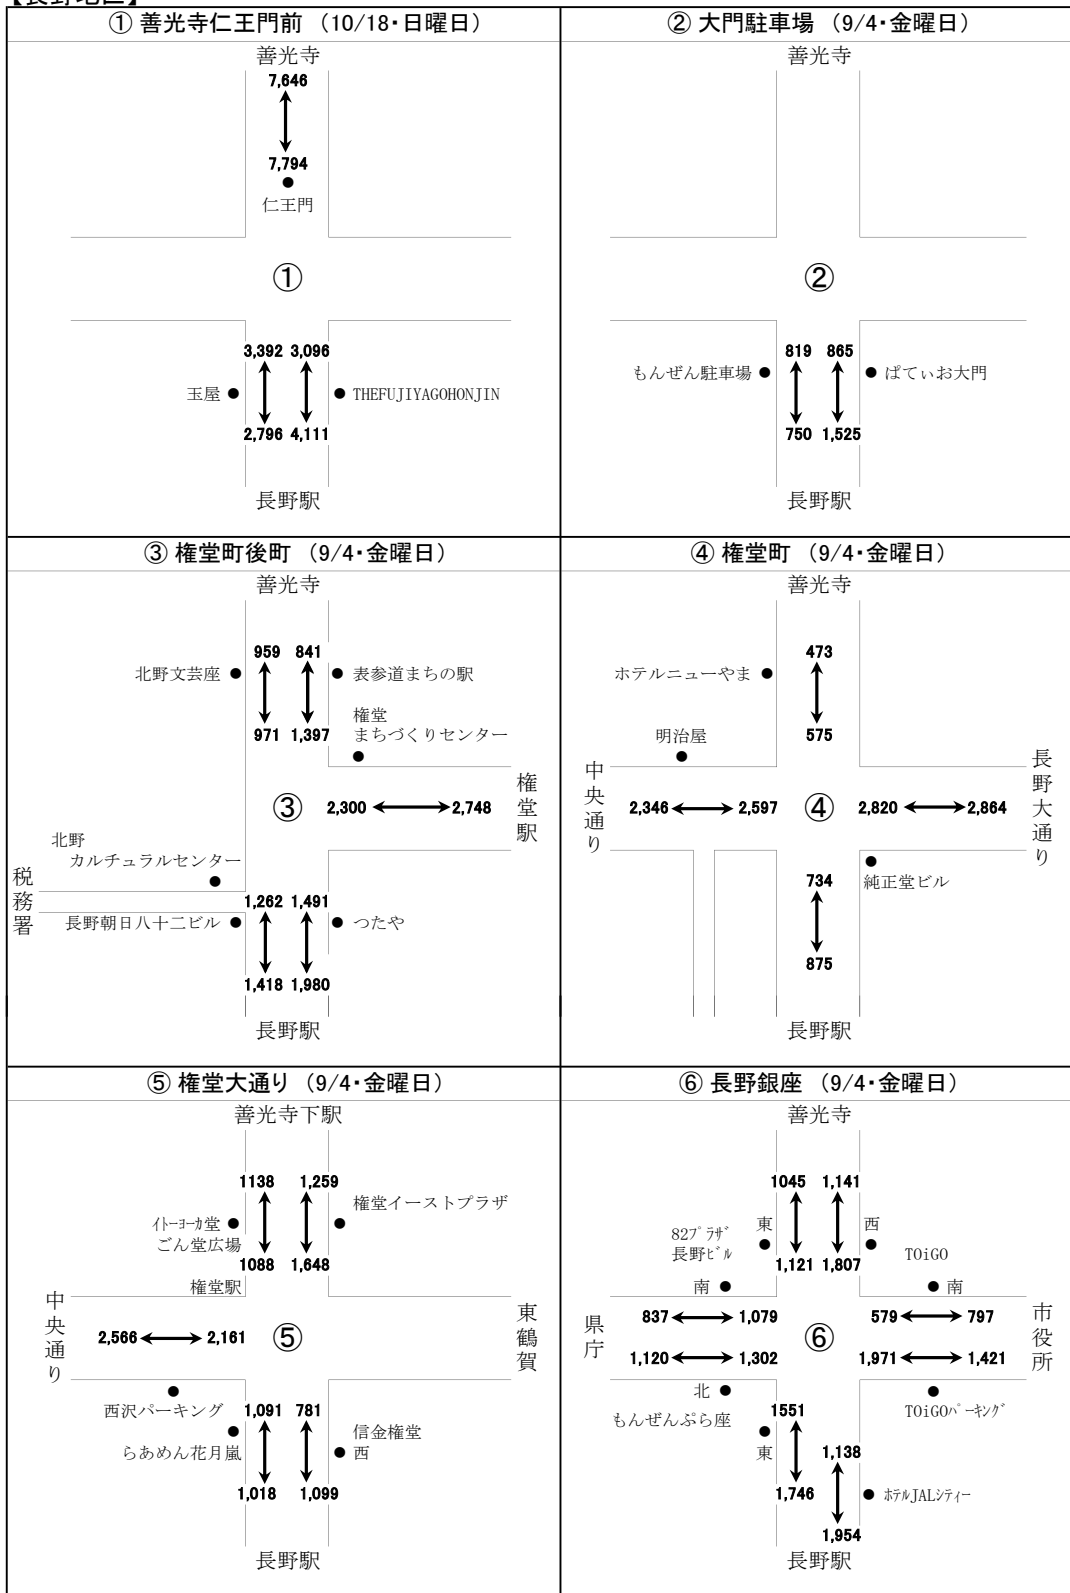 【長野地区】
① 善光寺仁王門前 （10/18・日曜日）
善光寺
7,646
7,794
仁王門
①
3,392 3,096
玉屋
THEFUJIYAGOHONJIN
2,796 4,111
長野駅
② 大門駐車場 （9/4・金曜日）
善光寺
②
819 865
もんぜん駐車場
ぱてぃお大門
750 1,525
長野駅
③ 権堂町後町 （9/4・金曜日）
善光寺
959 841
北野文芸座
表参道まちの駅
971 1,397
権堂
まちづくりセンター
③
2,300 2,748
権堂駅
北野
カルチュラルセンター
税務署
1,262 1,491
長野朝日八十二ビル
つたや
1,418 1,980
長野駅
④ 権堂町 （9/4・金曜日）
善光寺
473
ホテルニューやま
575
明治屋
中央通り
2,346 2,597
④
2,820 2,864
長野大通り
734
純正堂ビル
875
長野駅
⑤ 権堂大通り （9/4・金曜日）
善光寺下駅
1138 1,259
権堂イーストプラザ
ｲﾄｰﾖｰｶ堂
ごん堂広場
1088 1,648
権堂駅
中央通り
2,566 2,161
⑤
東鶴賀
西沢パーキング
1,091 781
らあめん花月嵐
信金権堂
西
1,018 1,099
長野駅
⑥ 長野銀座 （9/4・金曜日）
善光寺
1045 1,141
東
西
82ﾌﾟﾗｻﾞ
長野ﾋﾞﾙ
TOiGO
1,121 1,807
南
南
県庁
837 1,079
579 797
⑥
市役所
1,120 1,302
1,971 1,421
北
もんぜんぷら座
TOiGOﾊﾟｰｷﾝｸﾞ
1551
東
1,138
1,746
ﾎﾃﾙJALｼﾃｨｰ
1,954
長野駅